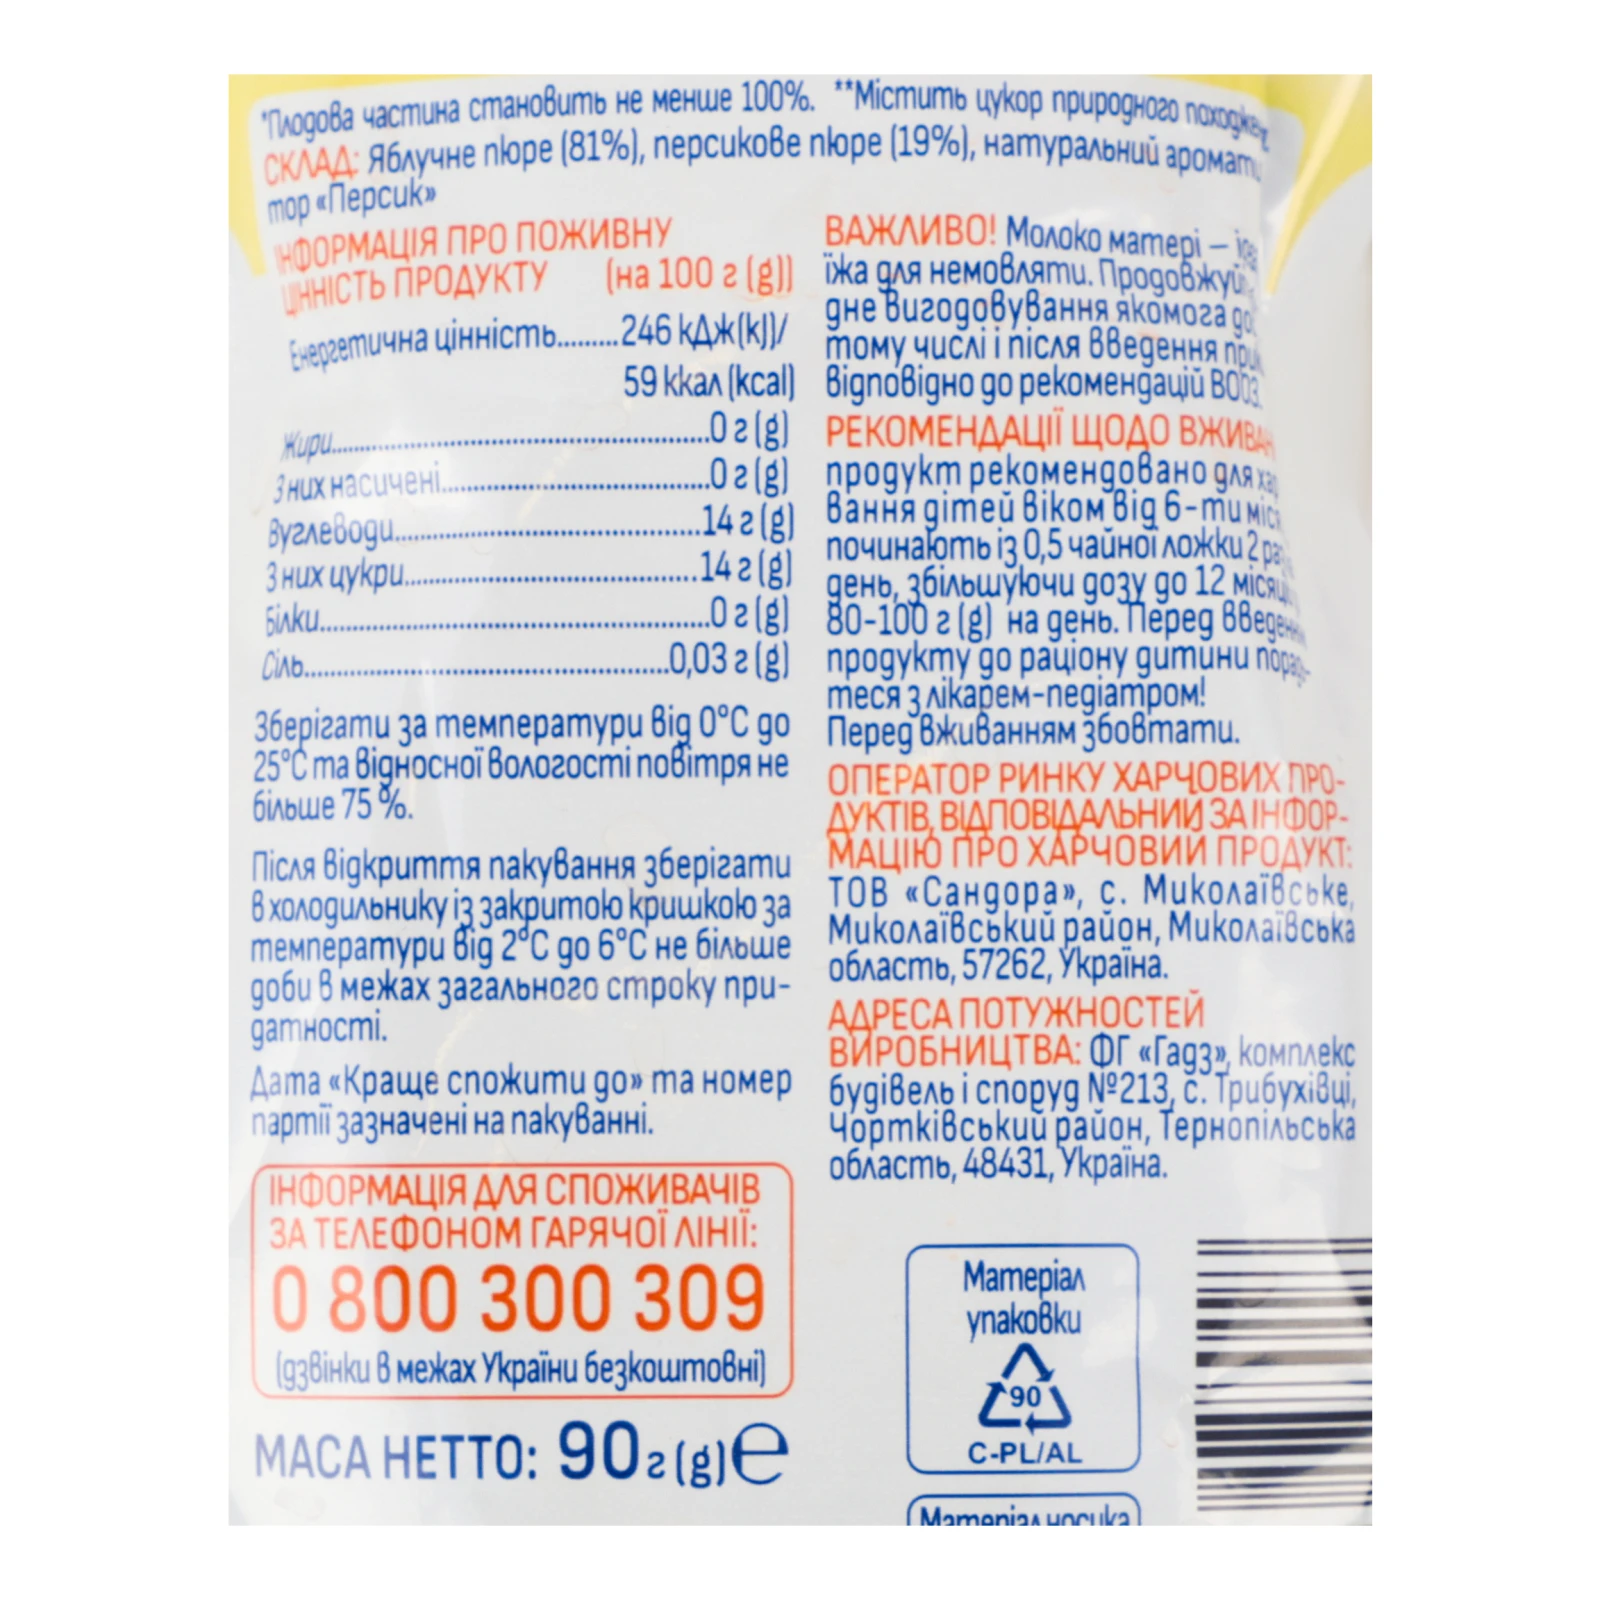 *Плодова частина становить не менше 100%. **Містить цукор природного
СКЛАД: Яблучне пюре (81%), персикове пюре (19%), натуральний аромати
тор «Персик»
ІНФОРМАЦІЯ ПРО ПОЖИВНУ
ЦІННІСТЬ ПРОДУКТУ (на 100 г (g))
Енергетична цінність.........246 кДж(kJ)/
59 ккал (kcal)
Жири..........0 г (g)
З них насичені..........0 г (g)
Вуглеводи..........14 г (g)
З них цукри..........14 г (g)
Білки..........0 г (g)
Сіль..........0,03 г (g)
Зберігати за температури від 0°С до
25°С та відносної вологості повітря не
більше 75 %.
Після відкриття пакування зберігати
в холодильнику із закритою кришкою за
температури від 2°С до 6°С не більше
доби в межах загального строку при-
датності.
Дата «Краще спожити до» та номер
партії зазначені на пакуванні.
ІНФОРМАЦІЯ ДЛЯ СПОЖИВАЧІВ
ЗА ТЕЛЕФОНОМ ГАРЯЧОЇ ЛІНІЇ:
0 800 300 309
(дзвінки в межах України безкоштовні)
МАСА НЕТТО: 90 г (g) ℮
ВАЖЛИВО! Молоко матері –
їжа для немовляти.
дне вигодовування якомога
тому числі і після введення
відповідно до рекомендацій ВООЗ.
РЕКОМЕНДАЦІЇ ЩОДО
продукт рекомендовано для
вання дітей віком від 6-ти
починають із 0,5 чайної ложки 2
день, збільшуючи дозу до 12
80-100 г (g) на день. Перед
продукту до раціону дитини
теся з лікарем-педіатром!
Перед вживанням збовтати.
ОПЕРАТОР РИНКУ ХАРЧОВИХ ПРО-
ДУКТІВ, ВІДПОВІДАЛЬНИЙ ЗА ІНФОР-
МАЦІЮ ПРО ХАРЧОВИЙ ПРОДУКТ:
ТОВ «Сандора», с. Миколаївське,
Миколаївський район, Миколаївська
область, 57262, Україна.
АДРЕСА ПОТУЖНОСТЕЙ
ВИРОБНИЦТВА: ФГ «Гадз», комплекс
будівель і споруд №213, с. Трибухівці,
Чортківський район, Тернопільська
область, 48431, Україна.
Матеріал
упаковки
90
C-PL/AL
Матеріал носика